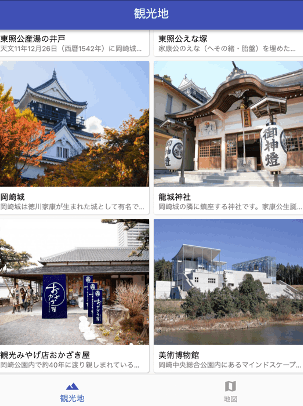 観光地
東照公産湯の井戸
天文11年12月26日（西暦1542年）に岡崎城...
東照公えな塚
家康公のえな（へその緒・胎盤）を埋めた...
岡崎城
岡崎城は徳川家康が生まれた城として有名で...
御神燈
龍城神社
岡崎城の隣に鎮座する神社です。家康公生誕...
おかざき屋
観光みやげ店おかざき屋
岡崎公園内で約40年に渡り親しまれている...
美術博物館
岡崎中央総合公園内にあるマインドスケープ...
観光地
地図